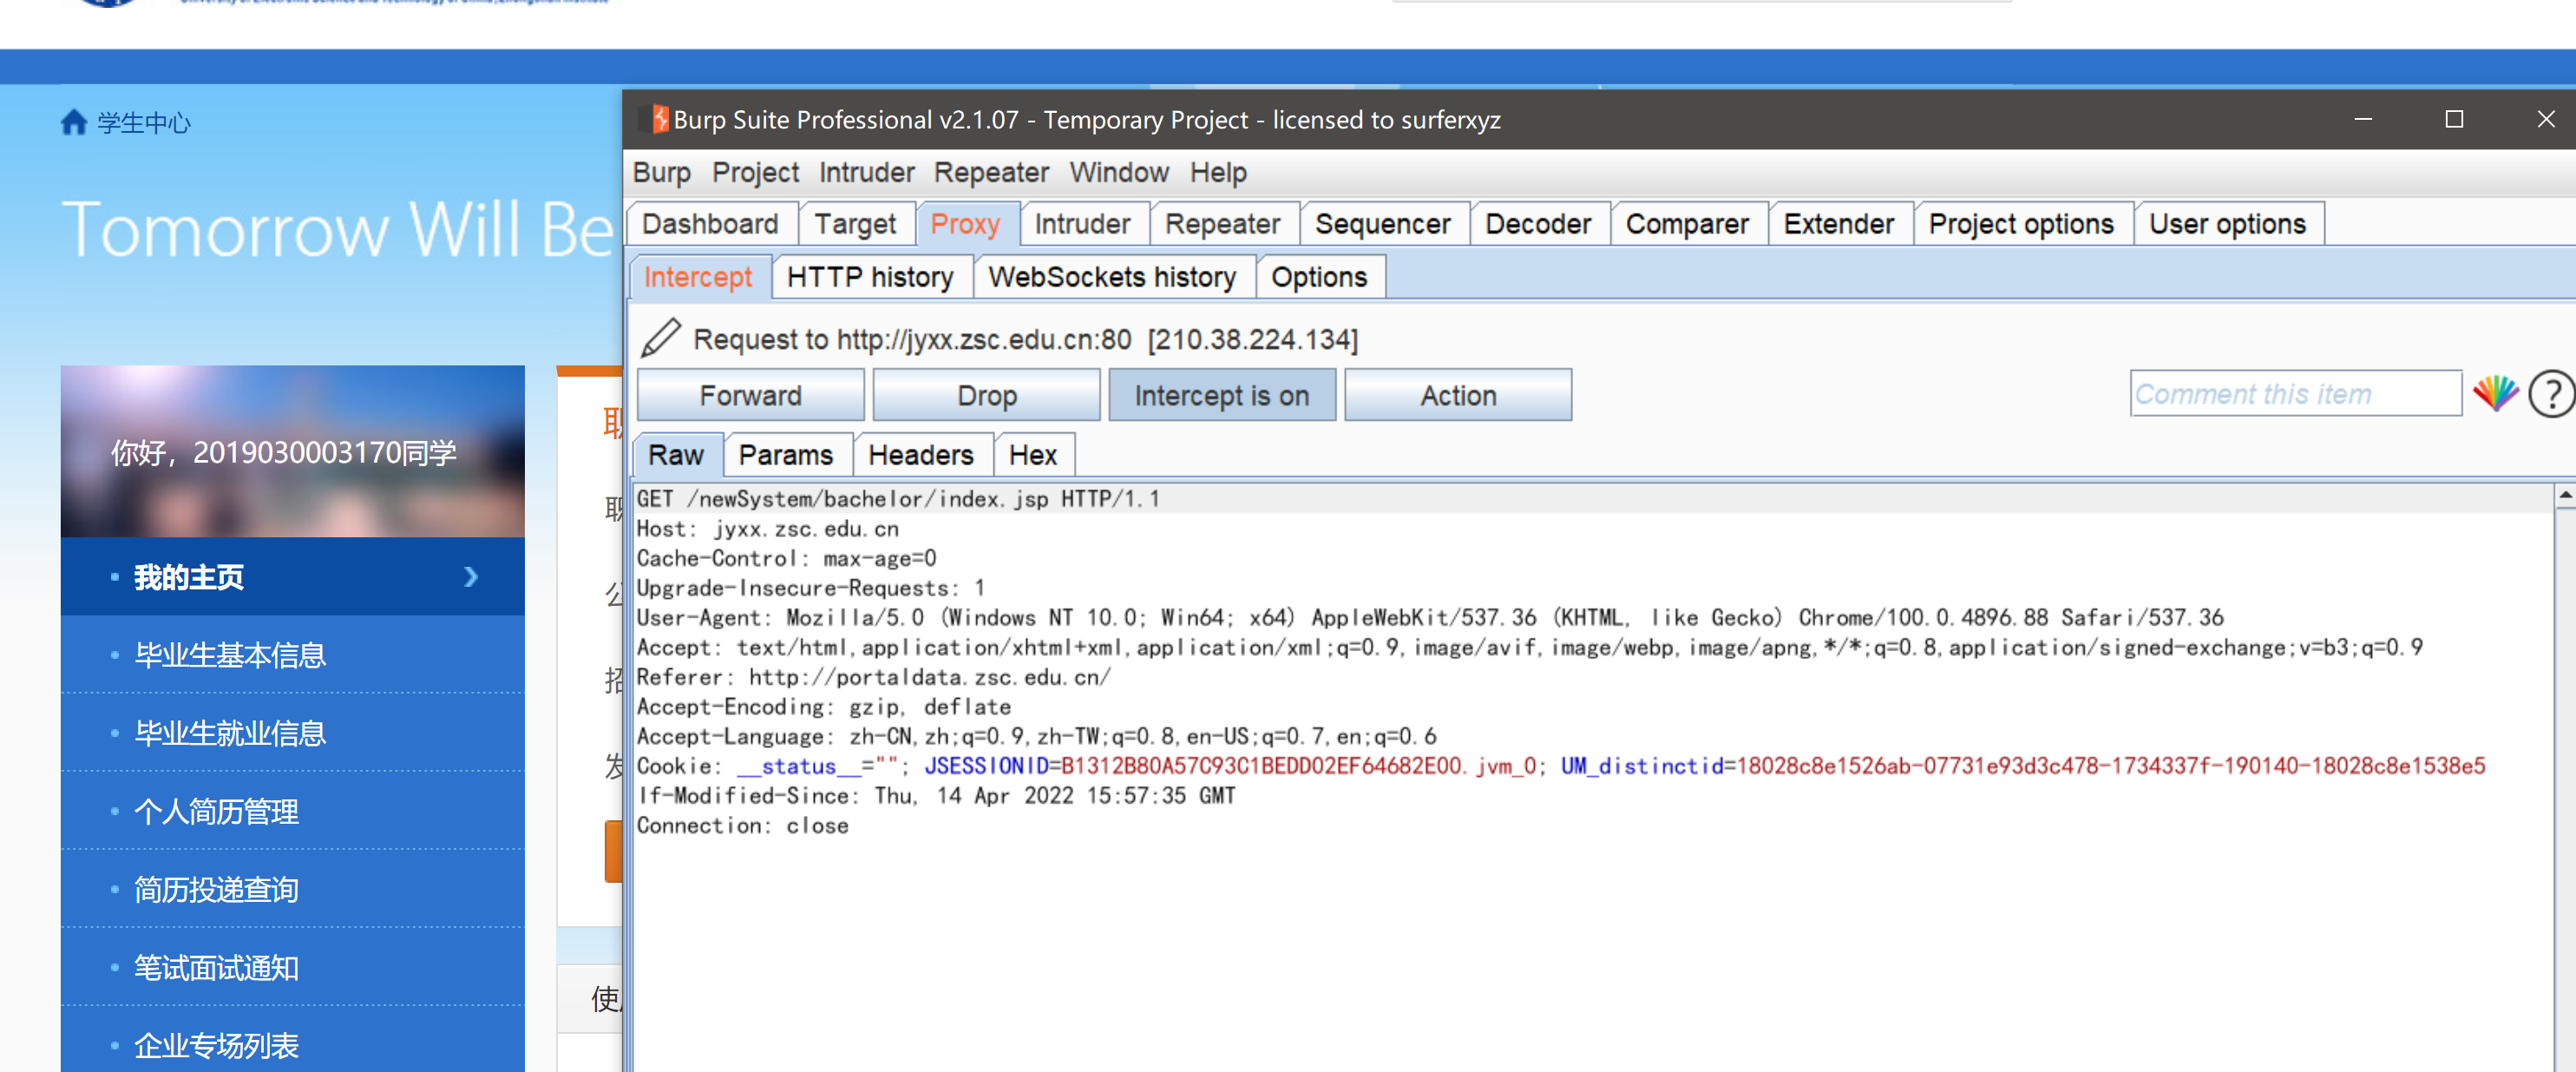 学生中心
Tomorrow Will Be
你好，2019030003170同学
我的主页
毕业生基本信息
毕业生就业信息
个人简历管理
简历投递查询
笔试面试通知
企业专场列表
Burp Suite Professional v2.1.07 - Temporary Project - licensed to surferxyz
Burp Project Intruder Repeater Window Help
Dashboard Target Proxy Intruder Repeater Sequencer Decoder Comparer Extender Project options User options
Intercept HTTP history WebSockets history Options
Request to http://jyxx.zsc.edu.cn:80 [210.38.224.134]
Forward Drop Intercept is on Action Comment this item ?
Raw Params Headers Hex
GET /newSystem/bachelor/index.jsp HTTP/1.1
Host: jyxx.zsc.edu.cn
Cache-Control: max-age=0
Upgrade-Insecure-Requests: 1
User-Agent: Mozilla/5.0 (Windows NT 10.0; Win64; x64) AppleWebKit/537.36 (KHTML, like Gecko) Chrome/100.0.4896.88 Safari/537.36
Accept: text/html,application/xhtml+xml,application/xml;q=0.9,image/avif,image/webp,image/apng,*/*;q=0.8,application/signed-exchange;v=b3;q=0.9
Referer: http://portaldata.zsc.edu.cn/
Accept-Encoding: gzip, deflate
Accept-Language: zh-CN,zh;q=0.9,zh-TW;q=0.8,en-US;q=0.7,en;q=0.6
Cookie: __status__=""; JSESSIONID=B1312B80A57C93C1BEDD02EF64682E00.jvm_0; UM_distinctid=18028c8e1526ab-07731e93d3c478-1734337f-190140-18028c8e1538e5
If-Modified-Since: Thu, 14 Apr 2022 15:57:35 GMT
Connection: close